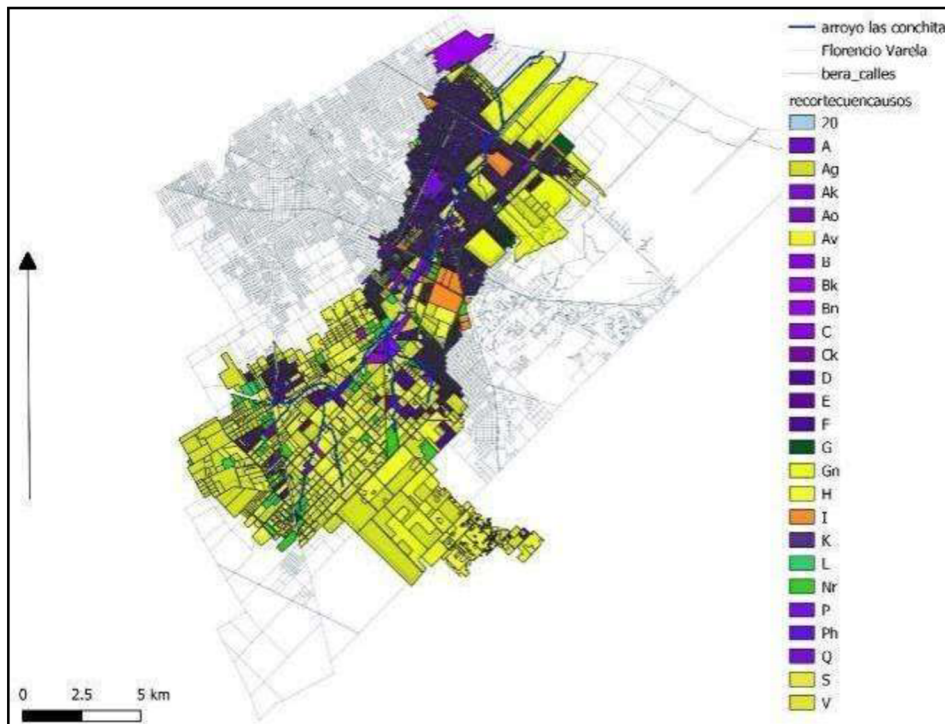 arroyo las conchita
Florencio Varela
bera_calles
recortecuencausos
20
A
Ag
Ak
Ao
Av
B
Bk
Bn
C
Ck
D
E
F
G
Gn
H
I
K
L
Nr
P
Ph
Q
S
V
0 2.5 5 km